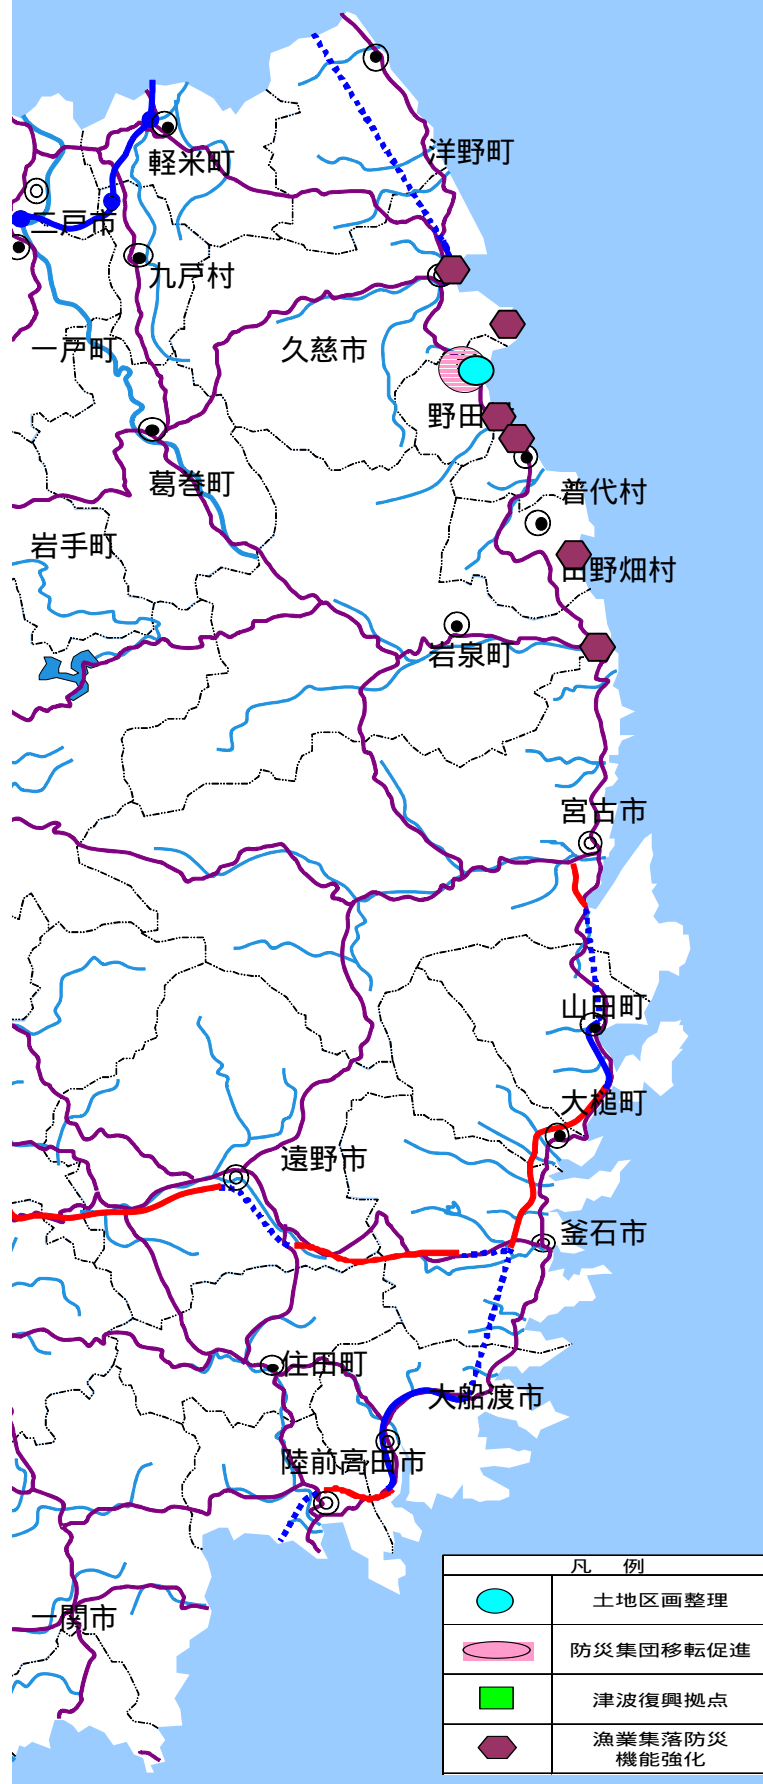 洋野町
軽米町
二戸市
九戸村
一戸町
久慈市
野田
葛巻町
普代村
岩手町
田野畑村
岩泉町
宮古市
山田町
大槌町
遠野市
釜石市
住田町
大船渡市
陸前高田市
一関市
凡 例
土地区画整理
防災集団移転促進
津波復興拠点
漁業集落防災
機能強化